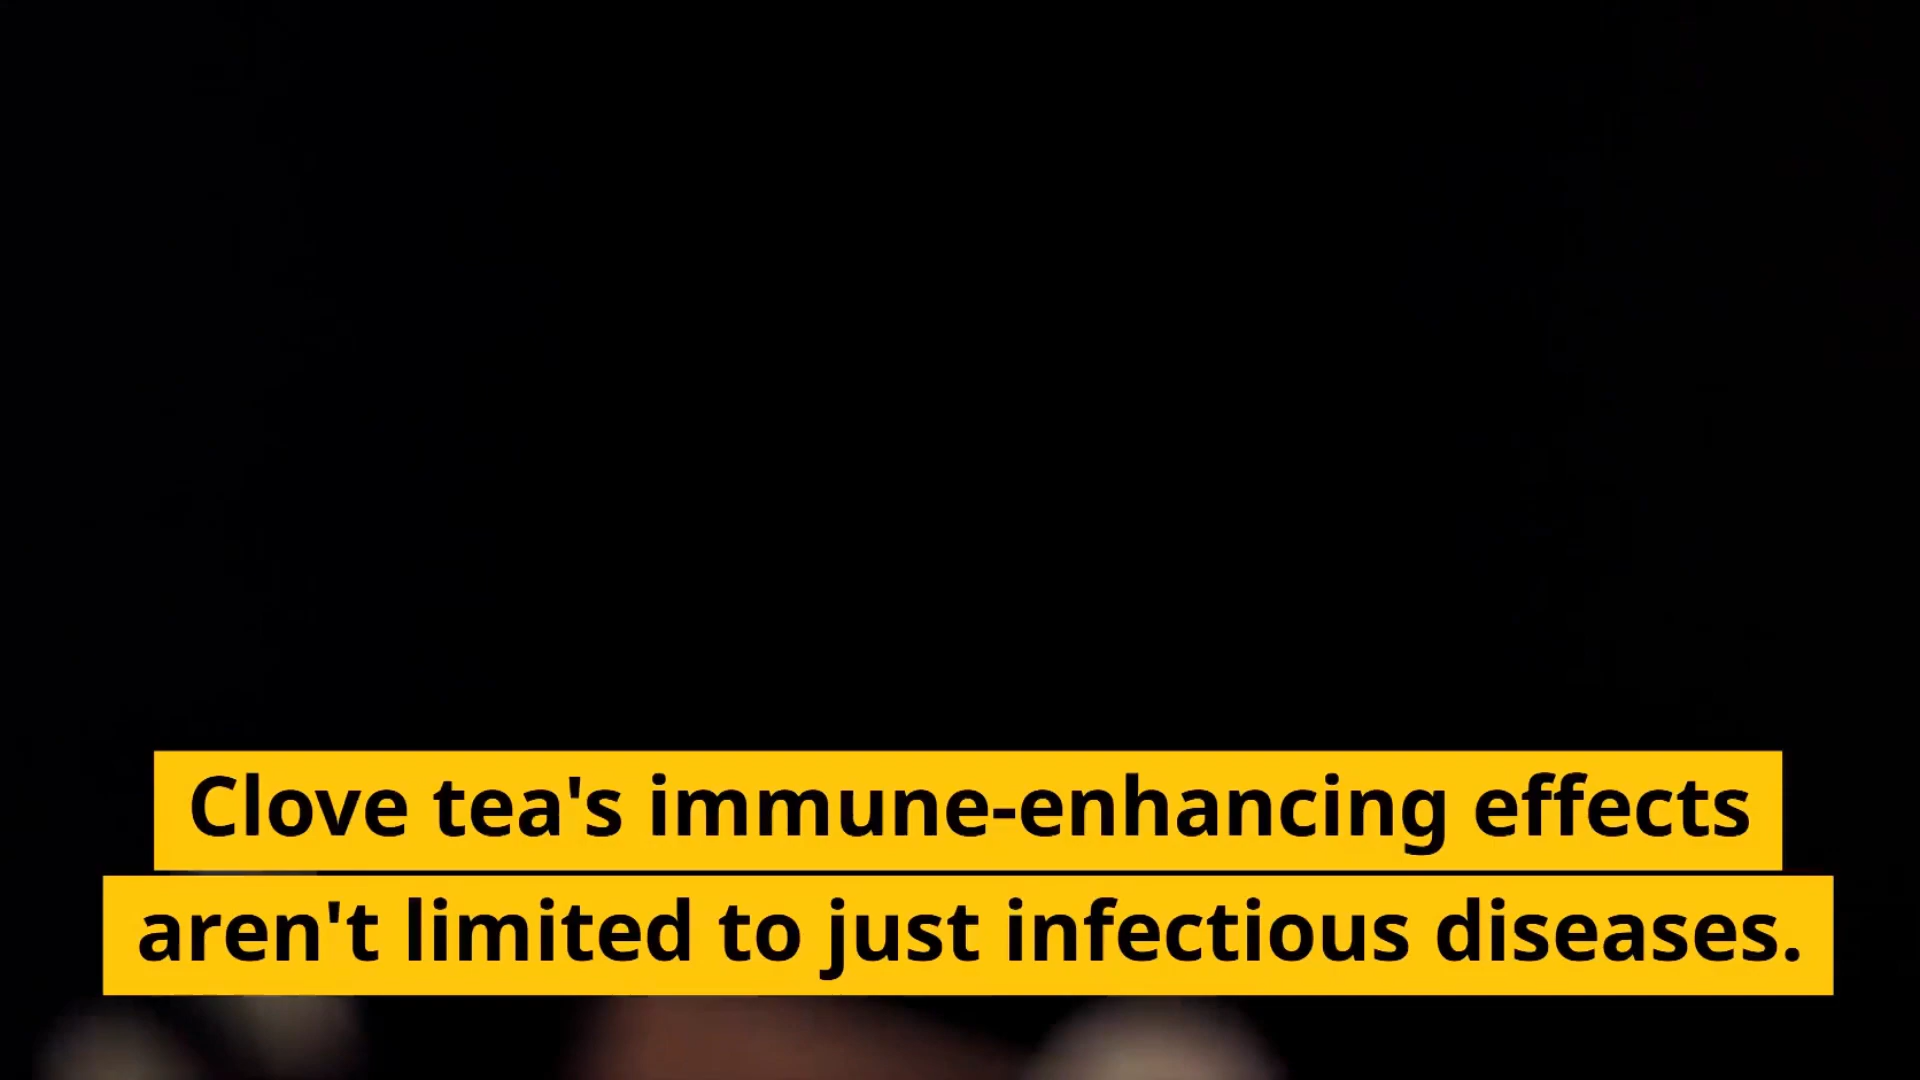 Clove tea's immune-enhancing effects
aren't limited to just infectious diseases.